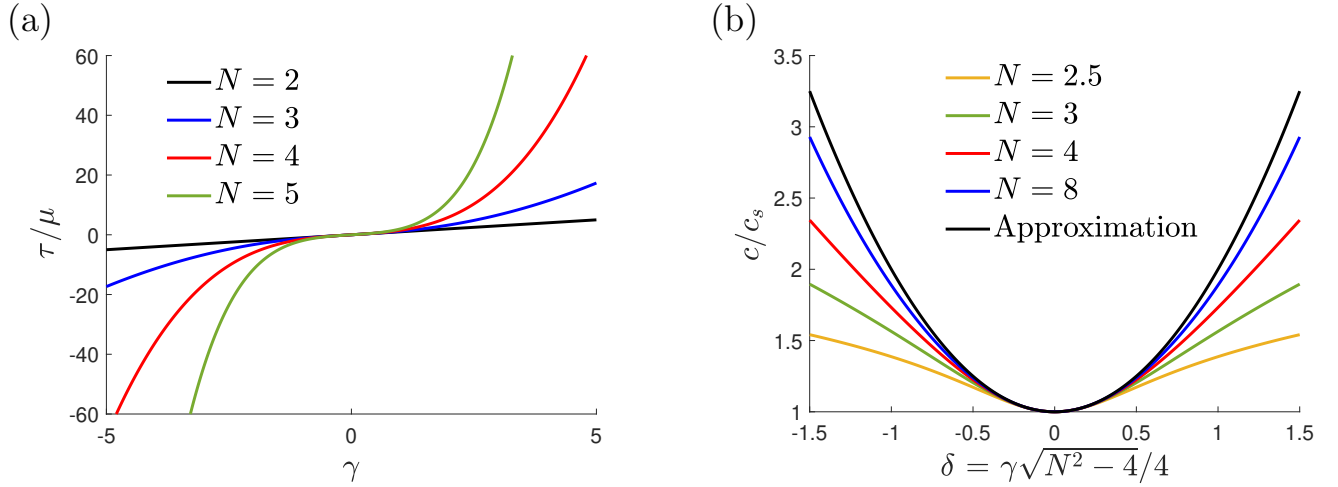 (a)
60
40
20
0
-20
-40
-60
τ/μ
N = 2
N = 3
N = 4
N = 5
-5
0
5
γ
(b)
3.5
3
2.5
2
1.5
1
c/c_s
N = 2.5
N = 3
N = 4
N = 8
Approximation
-1.5
-1
-0.5
0
0.5
1
1.5
δ = γ√(N² − 4)/4